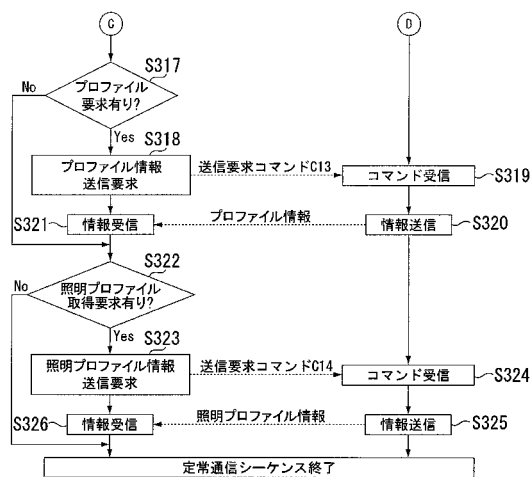 C
D
S317
No
プロファイル
要求有り?
Yes
S318
プロファイル情報
送信要求
送信要求コマンドC13
コマンド受信
S319
S321
情報受信
プロファイル情報
情報送信
S320
S322
No
照明プロファイル
取得要求有り?
Yes
S323
照明プロファイル情報
送信要求
送信要求コマンドC14
コマンド受信
S324
S326
情報受信
照明プロファイル情報
情報送信
S325
定常通信シーケンス終了